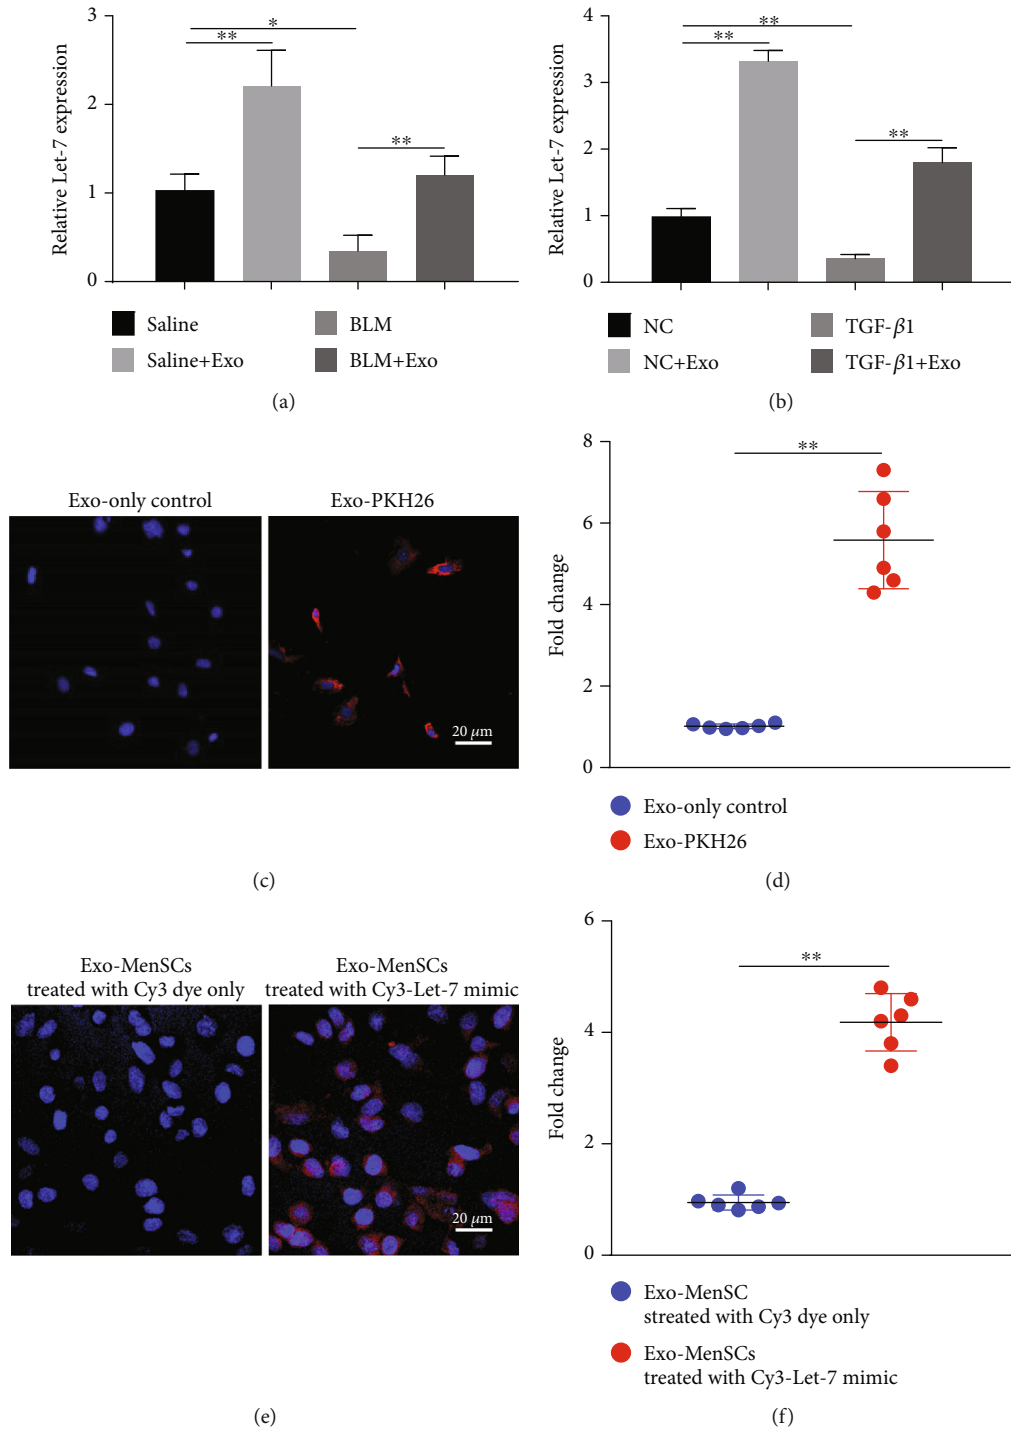 3
2
1
0
Relative Let-7 expression
*
**
**
Saline
BLM
Saline+Exo
BLM+Exo
(a)
4
3
2
1
0
Relative Let-7 expression
**
**
**
NC
TGF-β1
NC+Exo
TGF-β1+Exo
(b)
Exo-only control
Exo-PKH26
20 μm
(c)
8
6
4
2
0
Fold change
**
Exo-only control
Exo-PKH26
(d)
Exo-MenSCs
treated with Cy3 dye only
Exo-MenSCs
treated with Cy3-Let-7 mimic
20 μm
(e)
6
4
2
0
Fold change
**
Exo-MenSC
streated with Cy3 dye only
Exo-MenSCs
treated with Cy3-Let-7 mimic
(f)